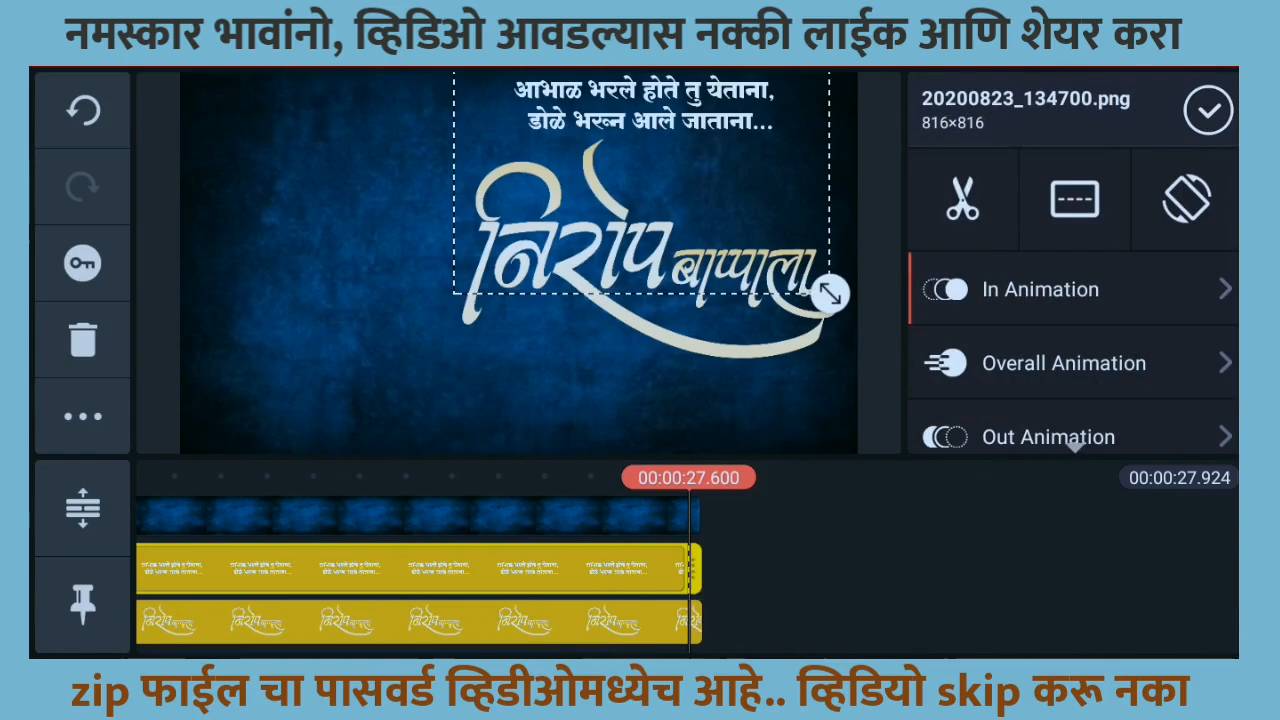 नमस्कार भावांनो, व्हिडिओ आवडल्यास नक्की लाईक आणि शेयर करा
आभाळ भरले होते तु येताना,
डोळे भरून आले जाताना...
निरोप बाप्पाला
20200823_134700.png
816×816
In Animation
Overall Animation
Out Animation
00:00:27.600
00:00:27.924
zip फाईल चा पासवर्ड व्हिडीओमध्येच आहे.. व्हिडियो skip करू नका